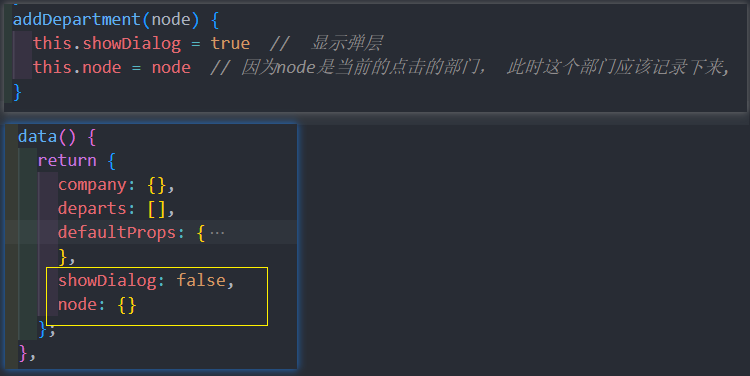 addDepartment(node) {
this.showDialog = true  //  显示弹层
this.node = node  // 因为node是当前的点击的部门， 此时这个部门应该记录下来,
}
data() {
return {
company: {},
departs: [],
defaultProps: { ···
},
showDialog: false,
node: {}
};
},